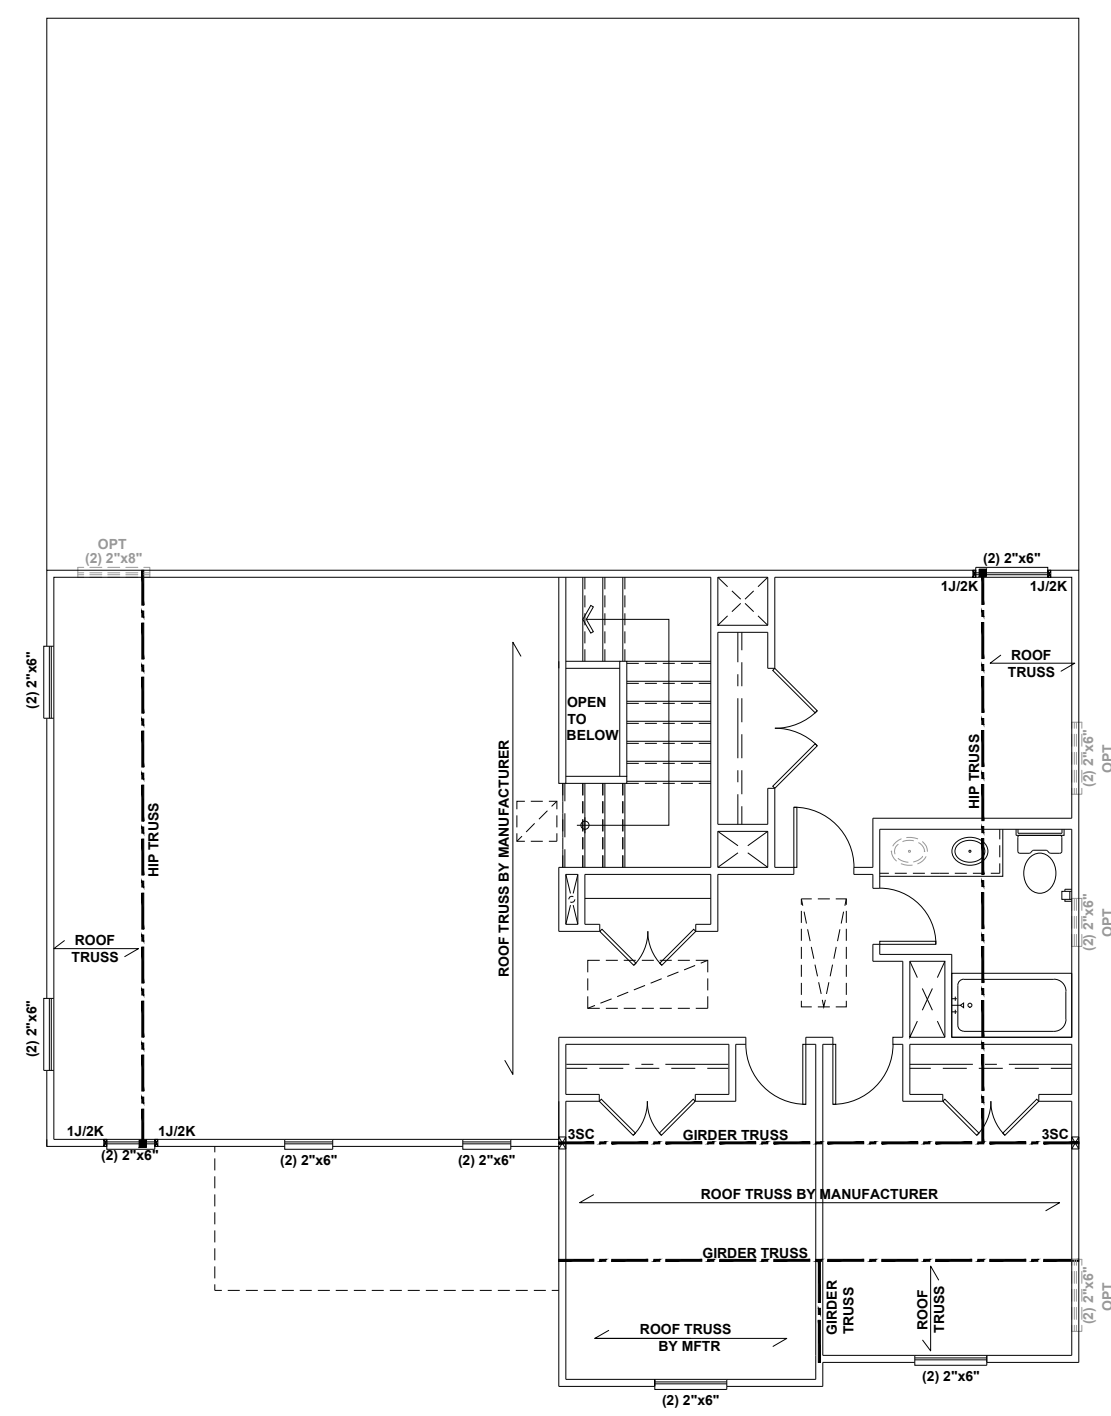 OPT
(2) 2"x8"
(2) 2"x6"
1J/2K
1J/2K
(2) 2"x6"
ROOF
TRUSS
OPEN
TO
BELOW
(2) 2"x6"
OPT
HIP TRUSS
ROOF TRUSS BY MANUFACTURER
HIP TRUSS
(2) 2"x6"
OPT
ROOF
TRUSS
(2) 2"x6"
1J/2K
1J/2K
(2) 2"x6"
(2) 2"x6"
(2) 2"x6"
3SC
GIRDER TRUSS
3SC
ROOF TRUSS BY MANUFACTURER
GIRDER TRUSS
GIRDER
TRUSS
ROOF
TRUSS
(2) 2"x6"
OPT
ROOF TRUSS
BY MFTR
(2) 2"x6"
(2) 2"x6"